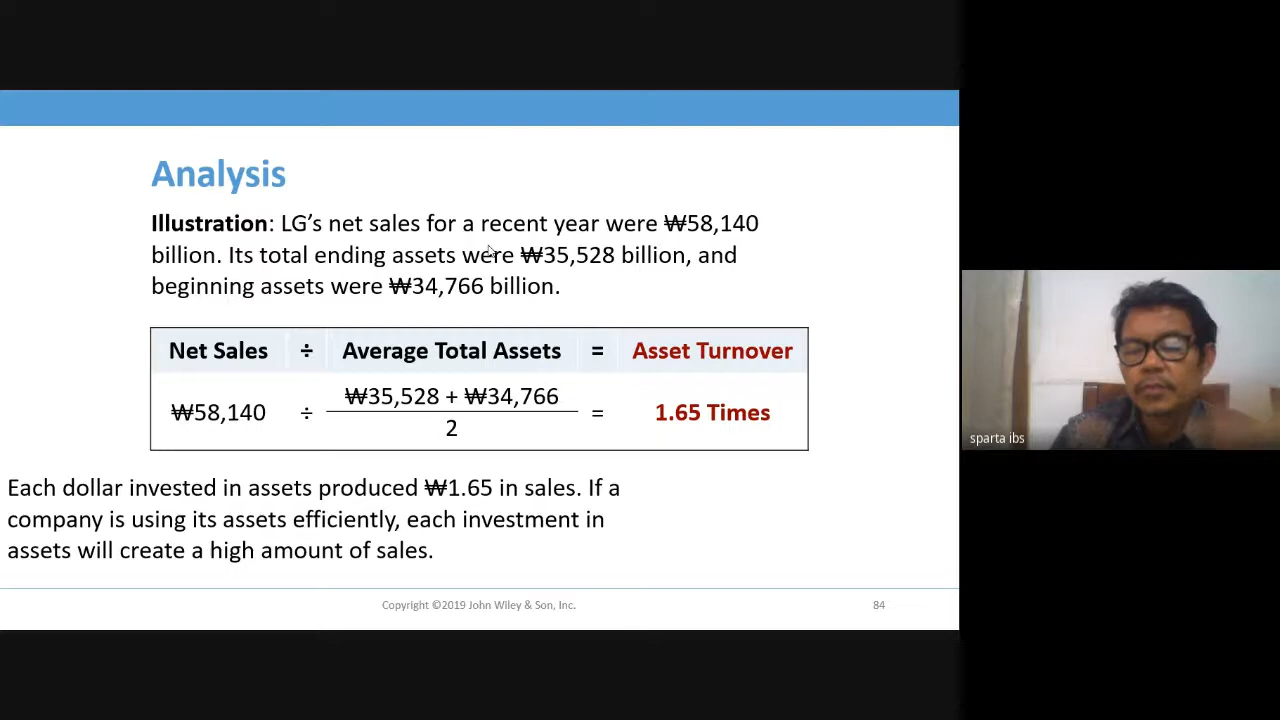 Analysis
Illustration: LG’s net sales for a recent year were ₩58,140
billion. Its total ending assets were ₩35,528 billion, and
beginning assets were ₩34,766 billion.
Net Sales ÷ Average Total Assets = Asset Turnover
₩35,528 + ₩34,766
₩58,140 ÷ = 1.65 Times
2
Each dollar invested in assets produced ₩1.65 in sales. If a
company is using its assets efficiently, each investment in
assets will create a high amount of sales.
Copyright ©2019 John Wiley & Son, Inc. 84
sparta ibs